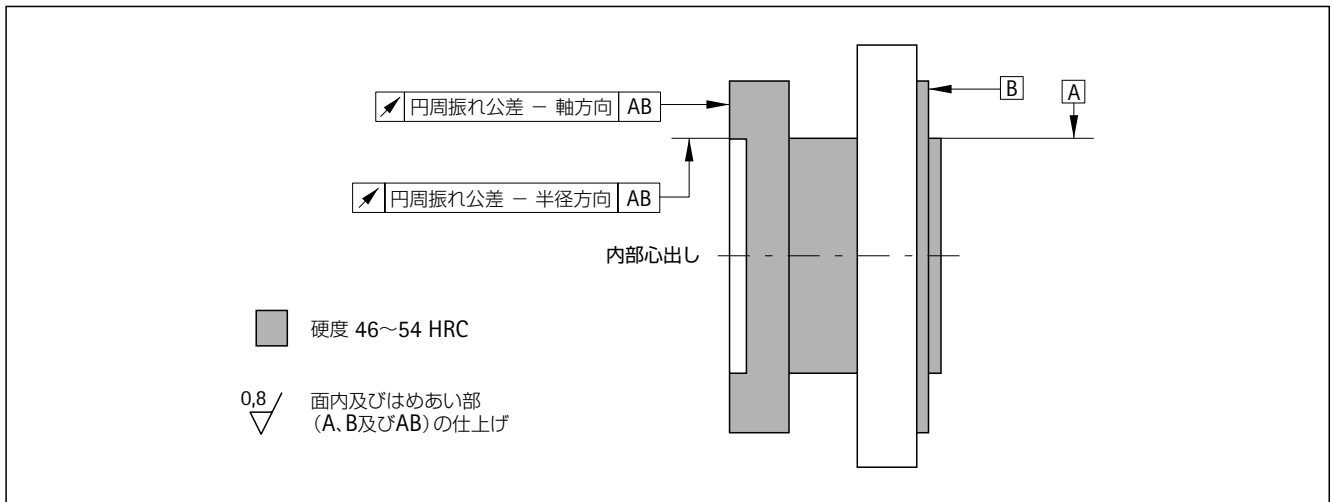 円周振れ公差 － 軸方向 AB
B
A
円周振れ公差 － 半径方向 AB
内部心出し
硬度 46～54 HRC
0,8
面内及びはめあい部
（A、B及びAB）の仕上げ